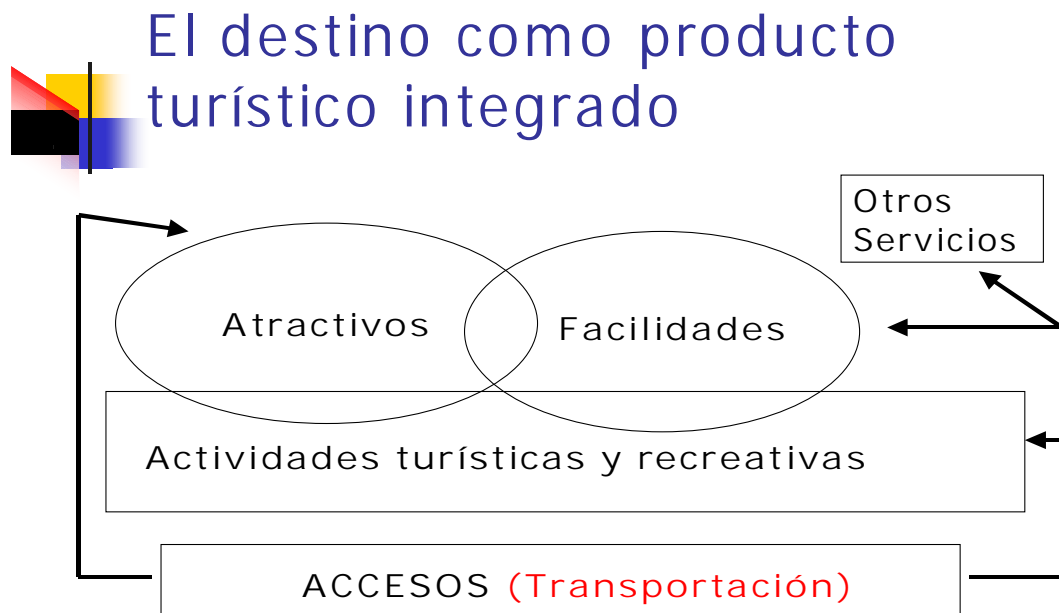 El destino como producto
turístico integrado
Otros
Servicios
Atractivos
Facilidades
Actividades turísticas y recreativas
ACCESOS (Transportación)